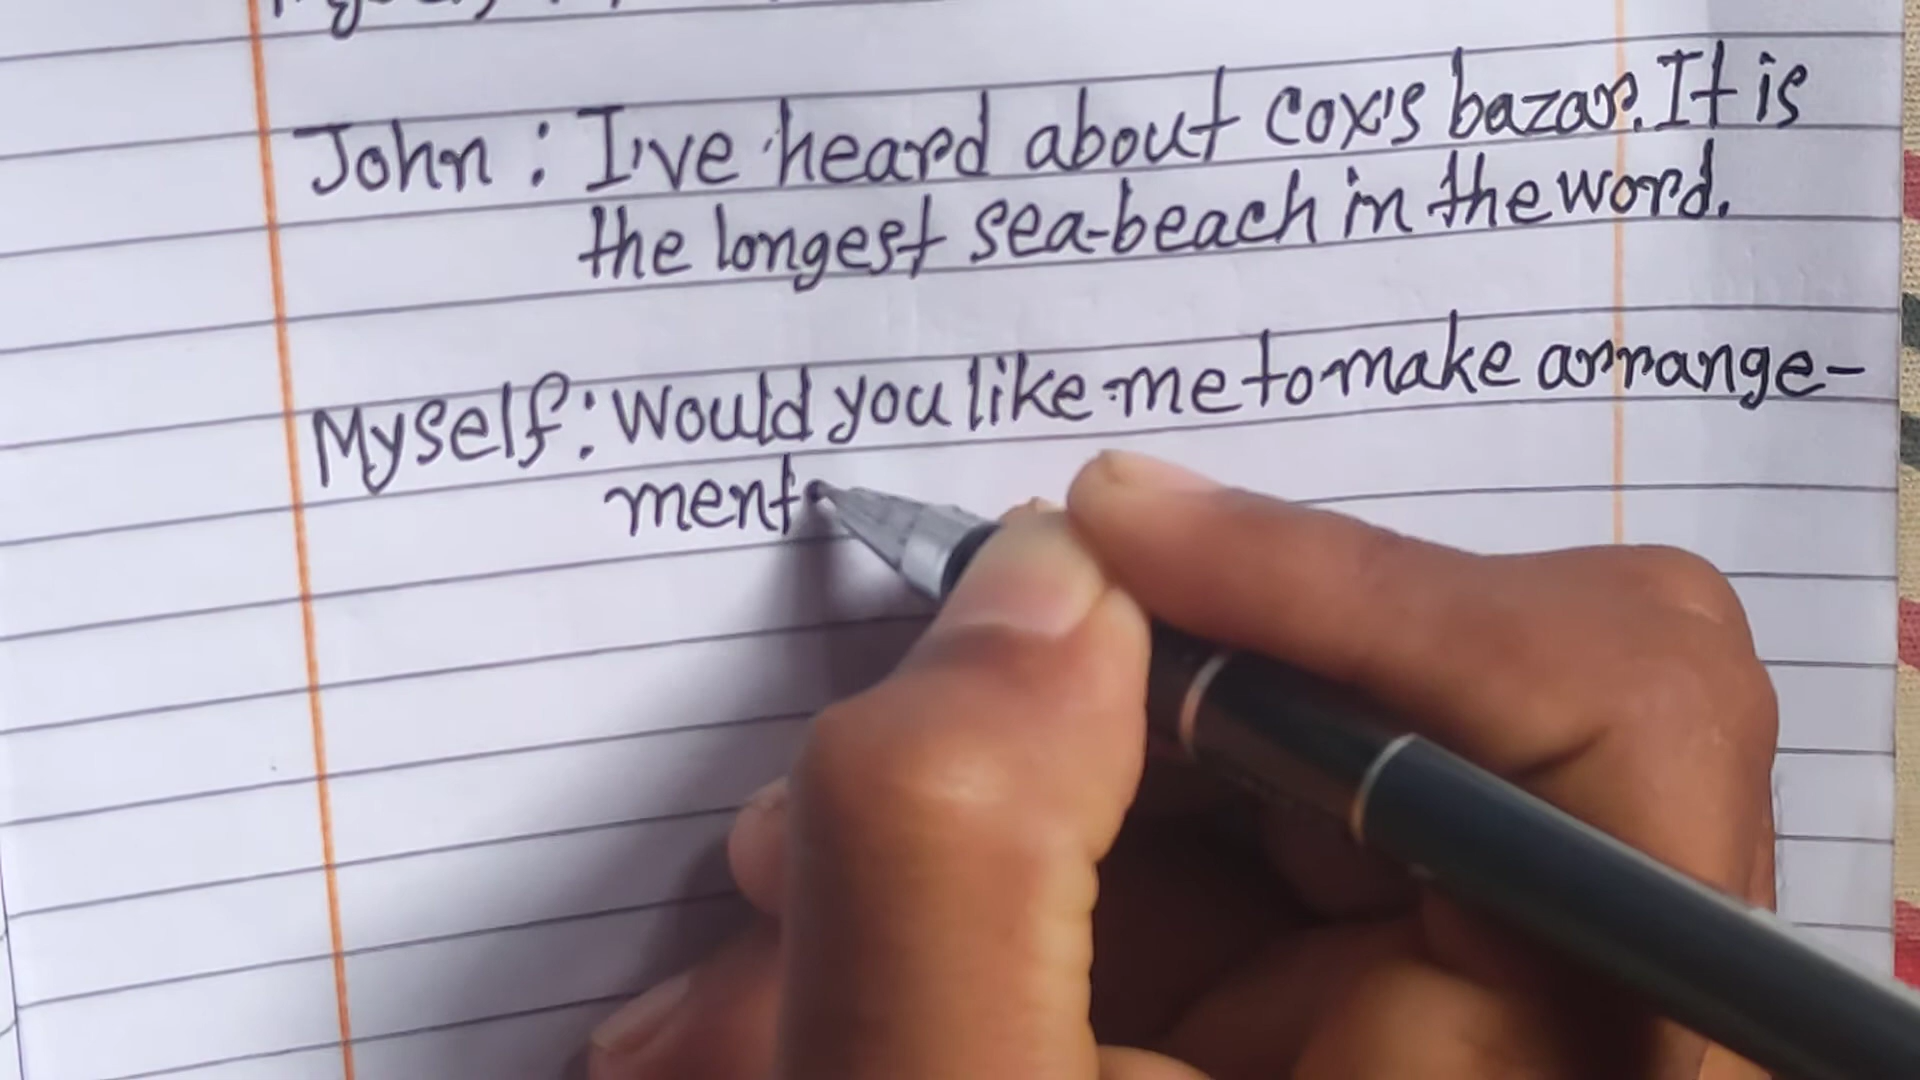 John : I've heard about cox's bazar. It is
the longest sea-beach in the word.
Myself: Would you like me to make arrange-
ment